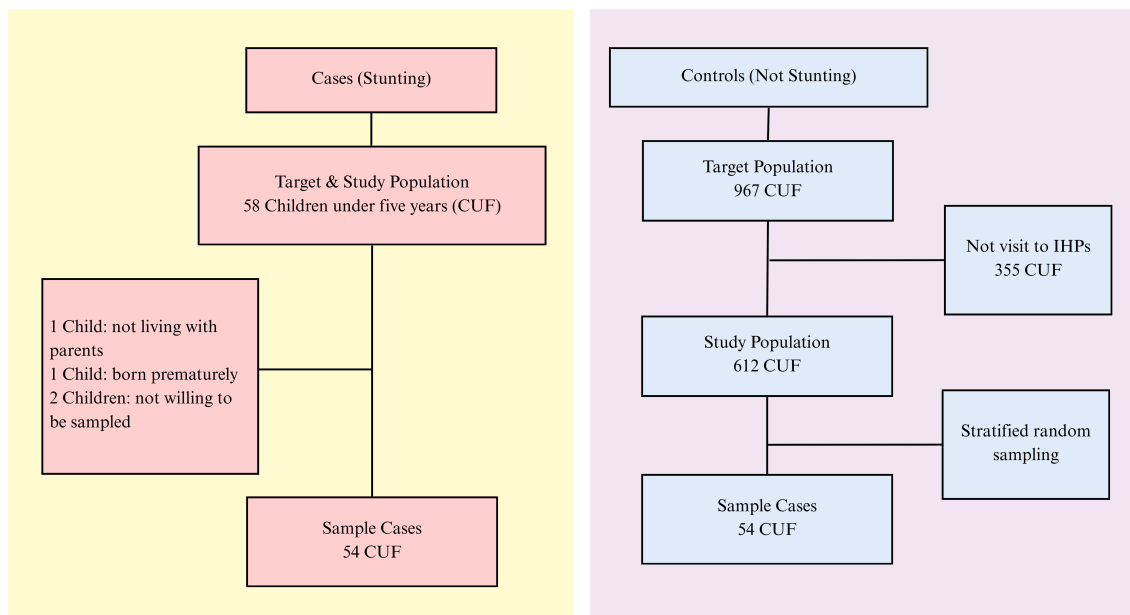 Cases (Stunting)
Target & Study Population
58 Children under five years (CUF)
1 Child: not living with
parents
1 Child: born prematurely
2 Children: not willing to
be sampled
Sample Cases
54 CUF
Controls (Not Stunting)
Target Population
967 CUF
Not visit to IHPs
355 CUF
Study Population
612 CUF
Stratified random
sampling
Sample Cases
54 CUF